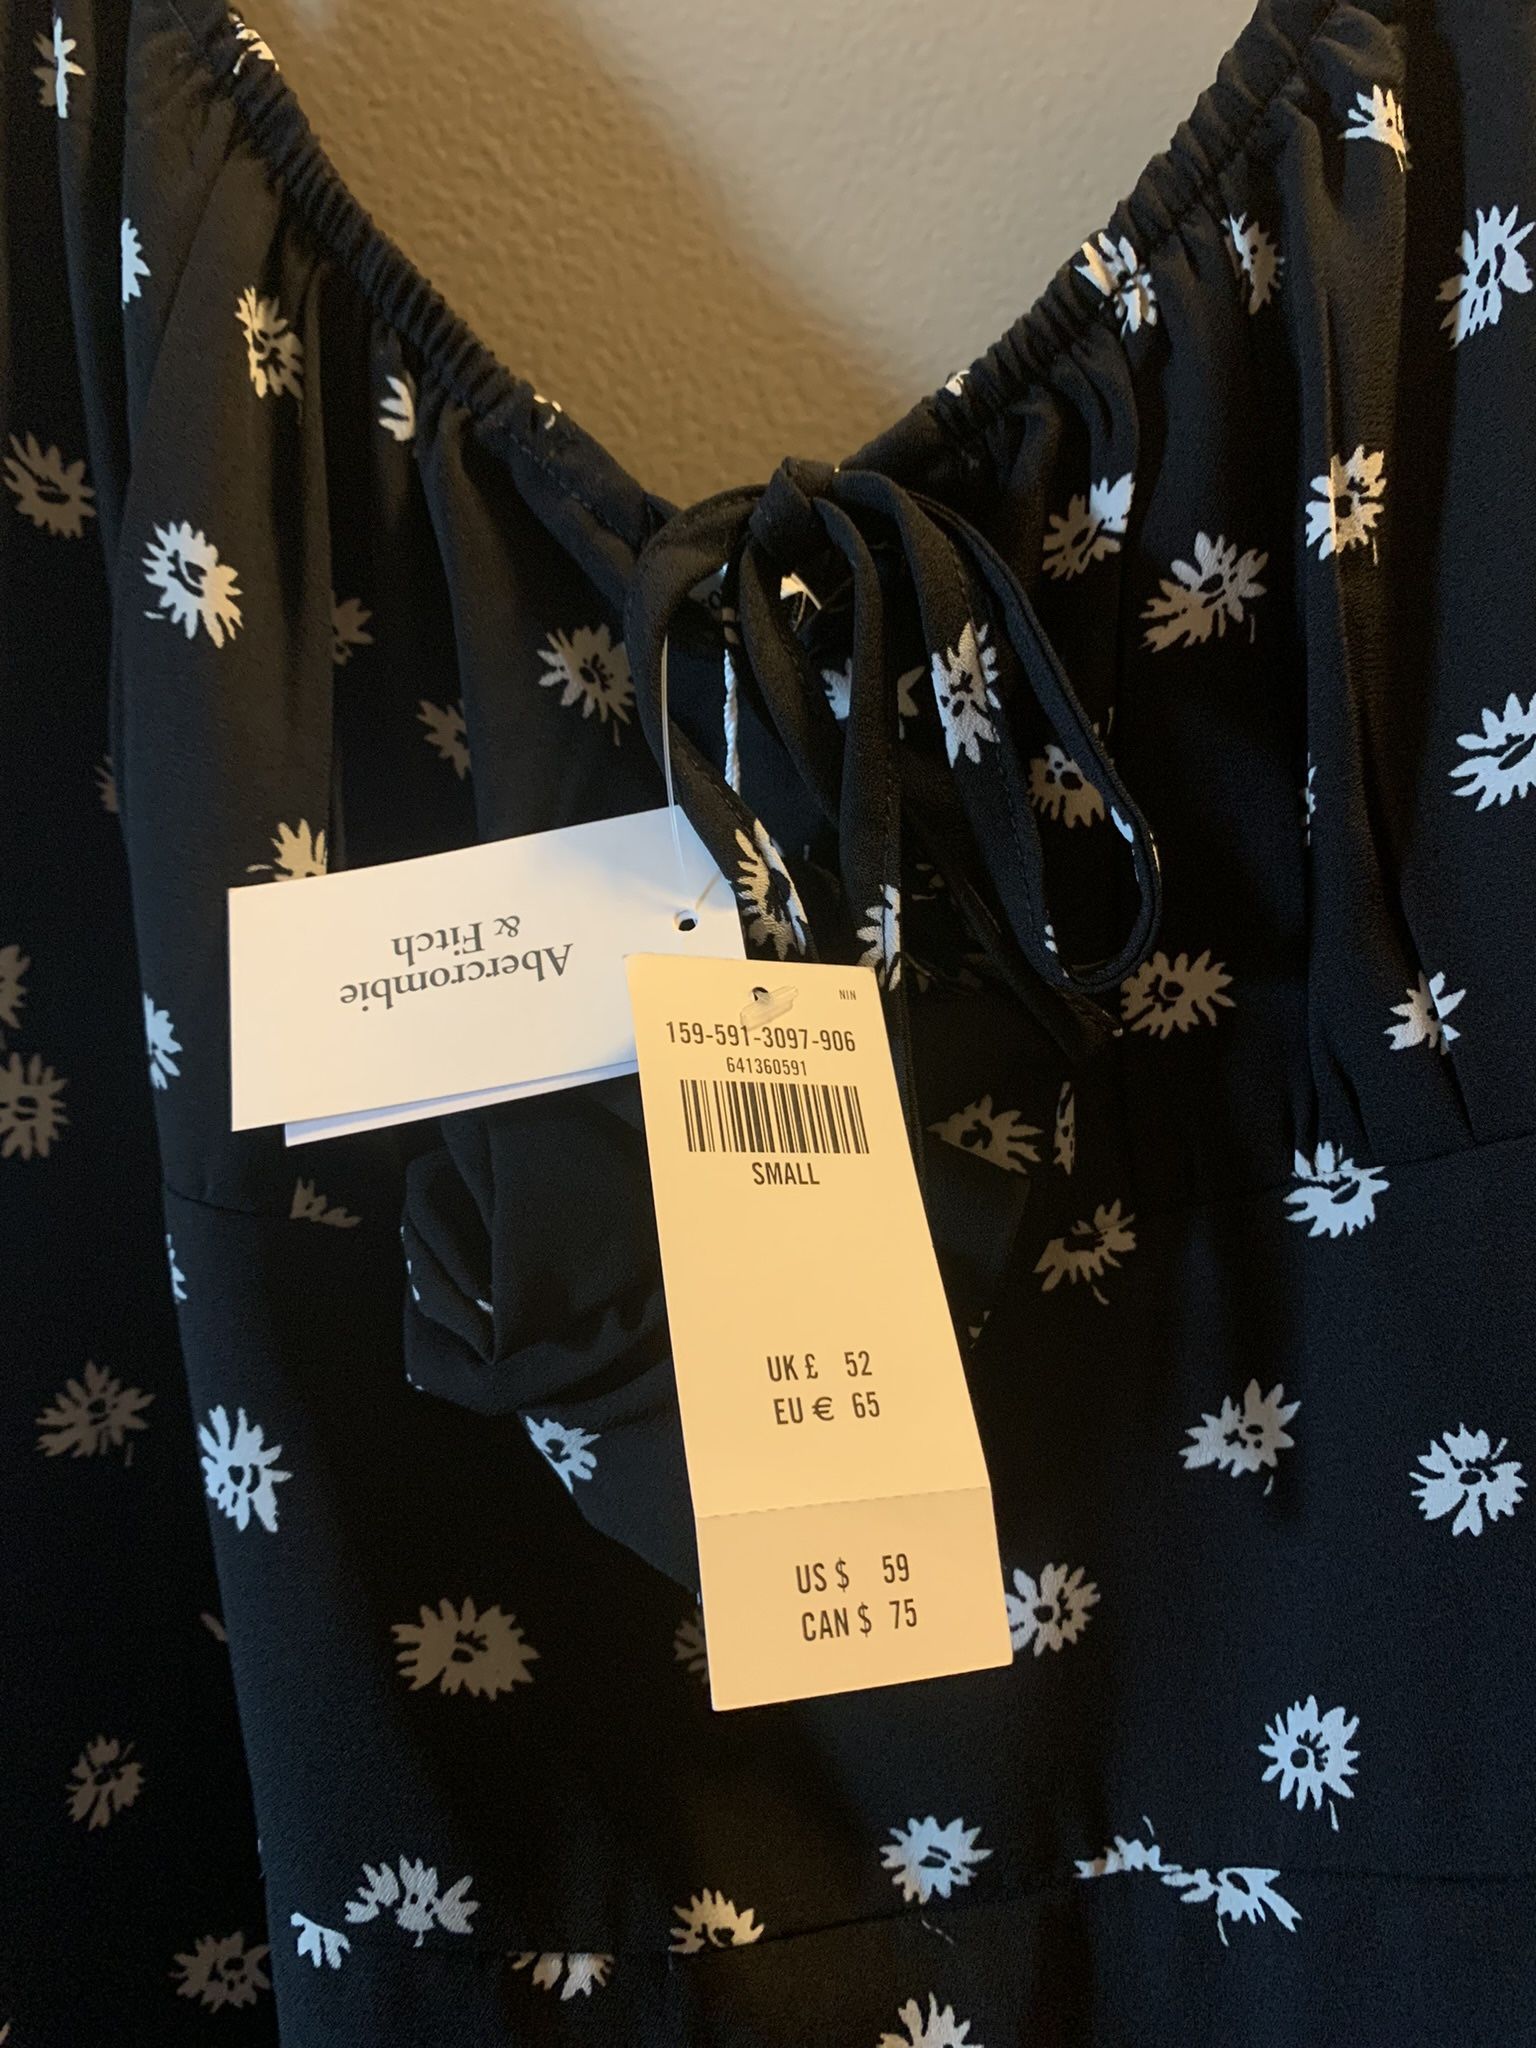 Abercrombie
& Fitch
NIN
159-591-3097-906
641360591
SMALL
UK £ 52
EU € 65
US $ 59
CAN $ 75